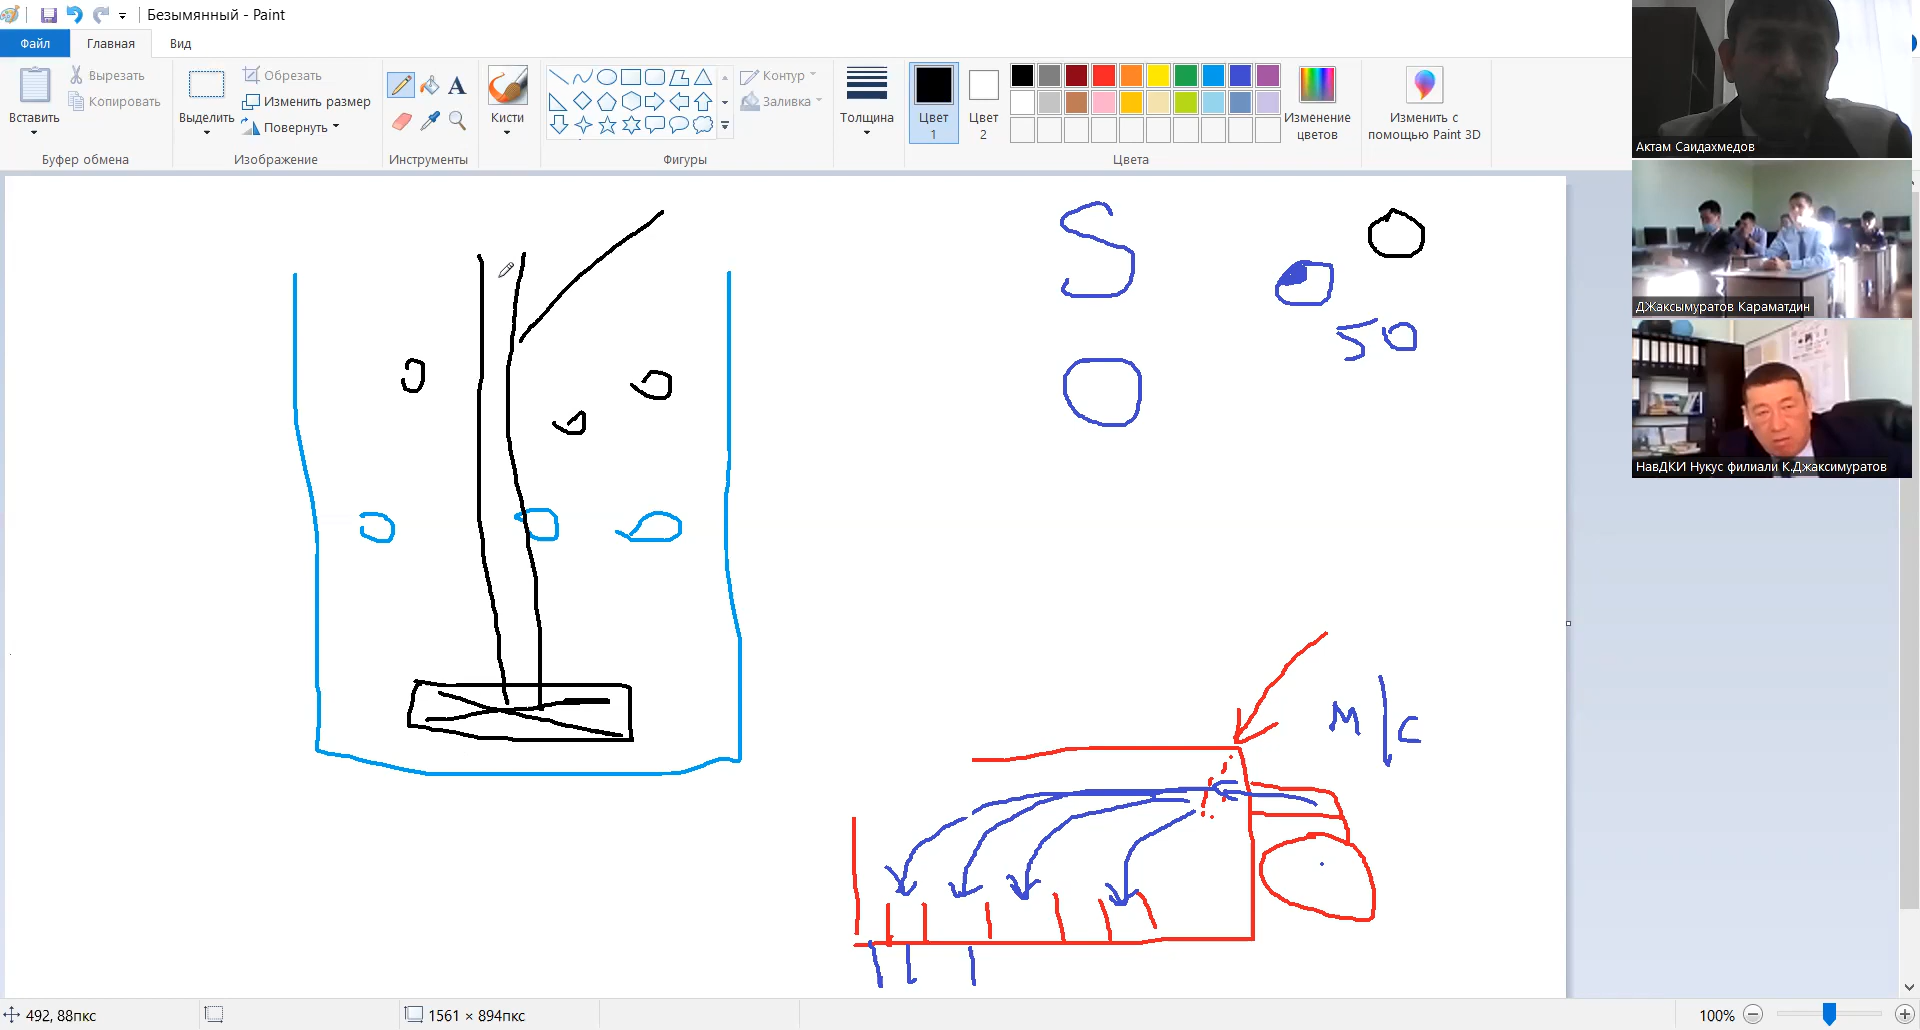 Безымянный - Paint
Файл
Главная
Вид
Вставить
Вырезать
Копировать
Буфер обмена
Выделить
Обрезать
Изменить размер
Повернуть
Изображение
A
Инструменты
Кисти
Фигуры
Контур
Заливка
Толщина
Цвет
1
Цвет
2
Изменение
цветов
Цвета
Изменить с
помощью Paint 3D
Актам Саидахмедов
ДЖаксымуратов Караматдин
НавДКИ Нукус филиали К.Джаксимуратов
S
50
м/с
492, 88пкс
1561 × 894пкс
100%